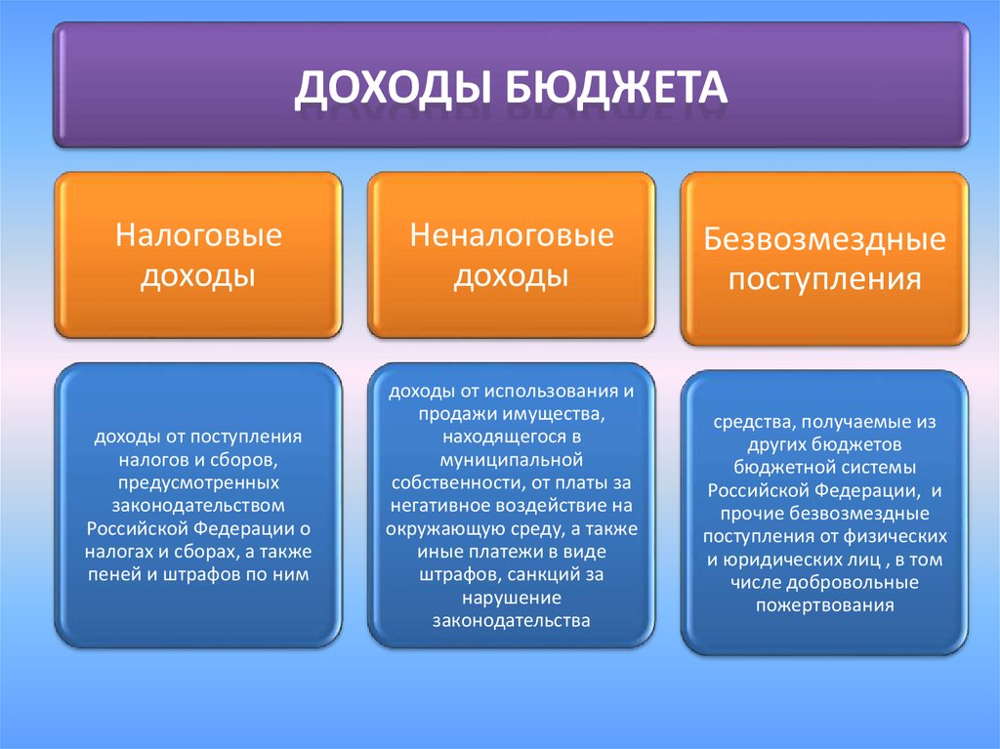 ДОХОДЫ БЮДЖЕТА
Налоговые
доходы
Неналоговые
доходы
Безвозмездные
поступления
доходы от поступления
налогов и сборов,
предусмотренных
законодательством
Российской Федерации о
налогах и сборах, а также
пеней и штрафов по ним
доходы от использования и
продажи имущества,
находящегося в
муниципальной
собственности, от платы за
негативное воздействие на
окружающую среду, а также
иные платежи в виде
штрафов, санкций за
нарушение
законодательства
средства, получаемые из
других бюджетов
бюджетной системы
Российской Федерации, и
прочие безвозмездные
поступления от физических
и юридических лиц , в том
числе добровольные
пожертвования